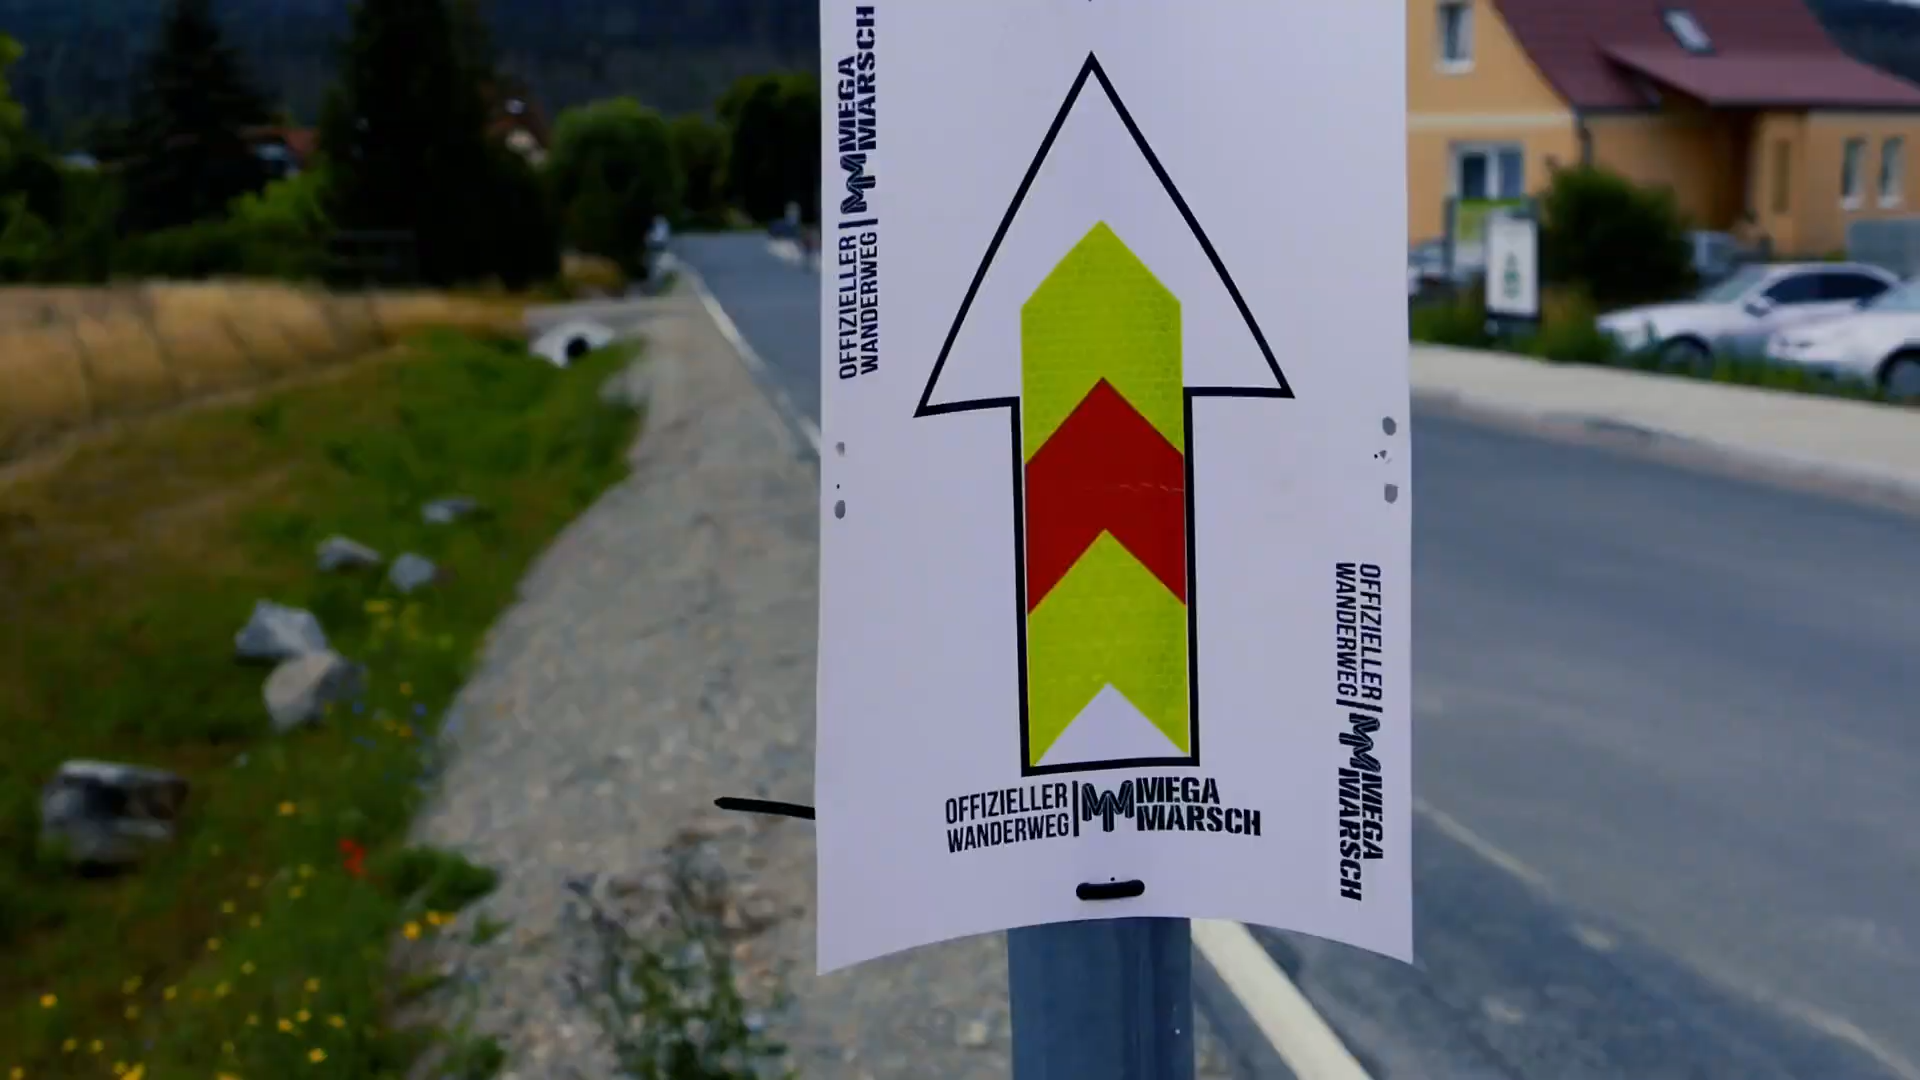 OFFIZIELLER
WANDERWEG
MEGA
MARSCH
OFFIZIELLER
WANDERWEG
MEGA
MARSCH
OFFIZIELLER
WANDERWEG
MEGA
MARSCH